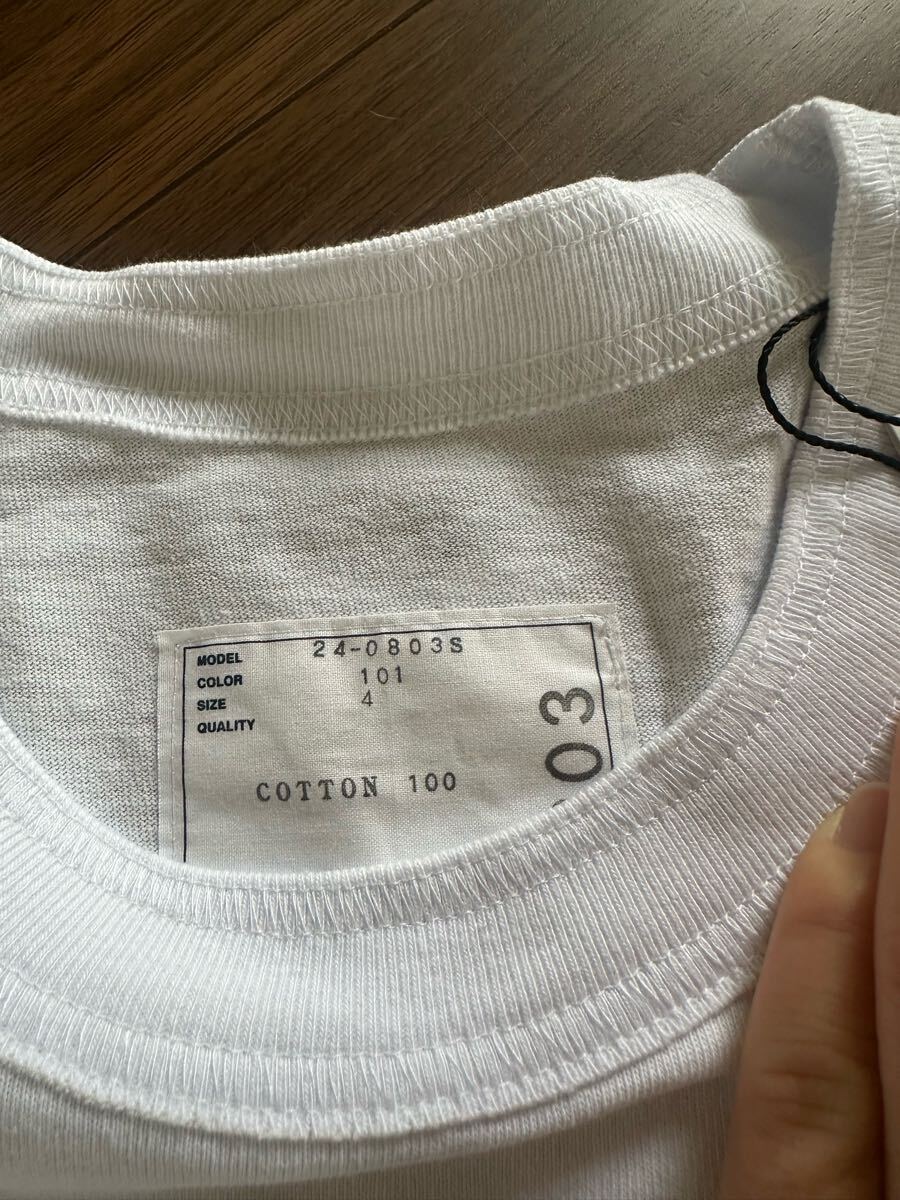 MODEL 24-0803S
COLOR 101
SIZE 4
QUALITY
COTTON 100
03